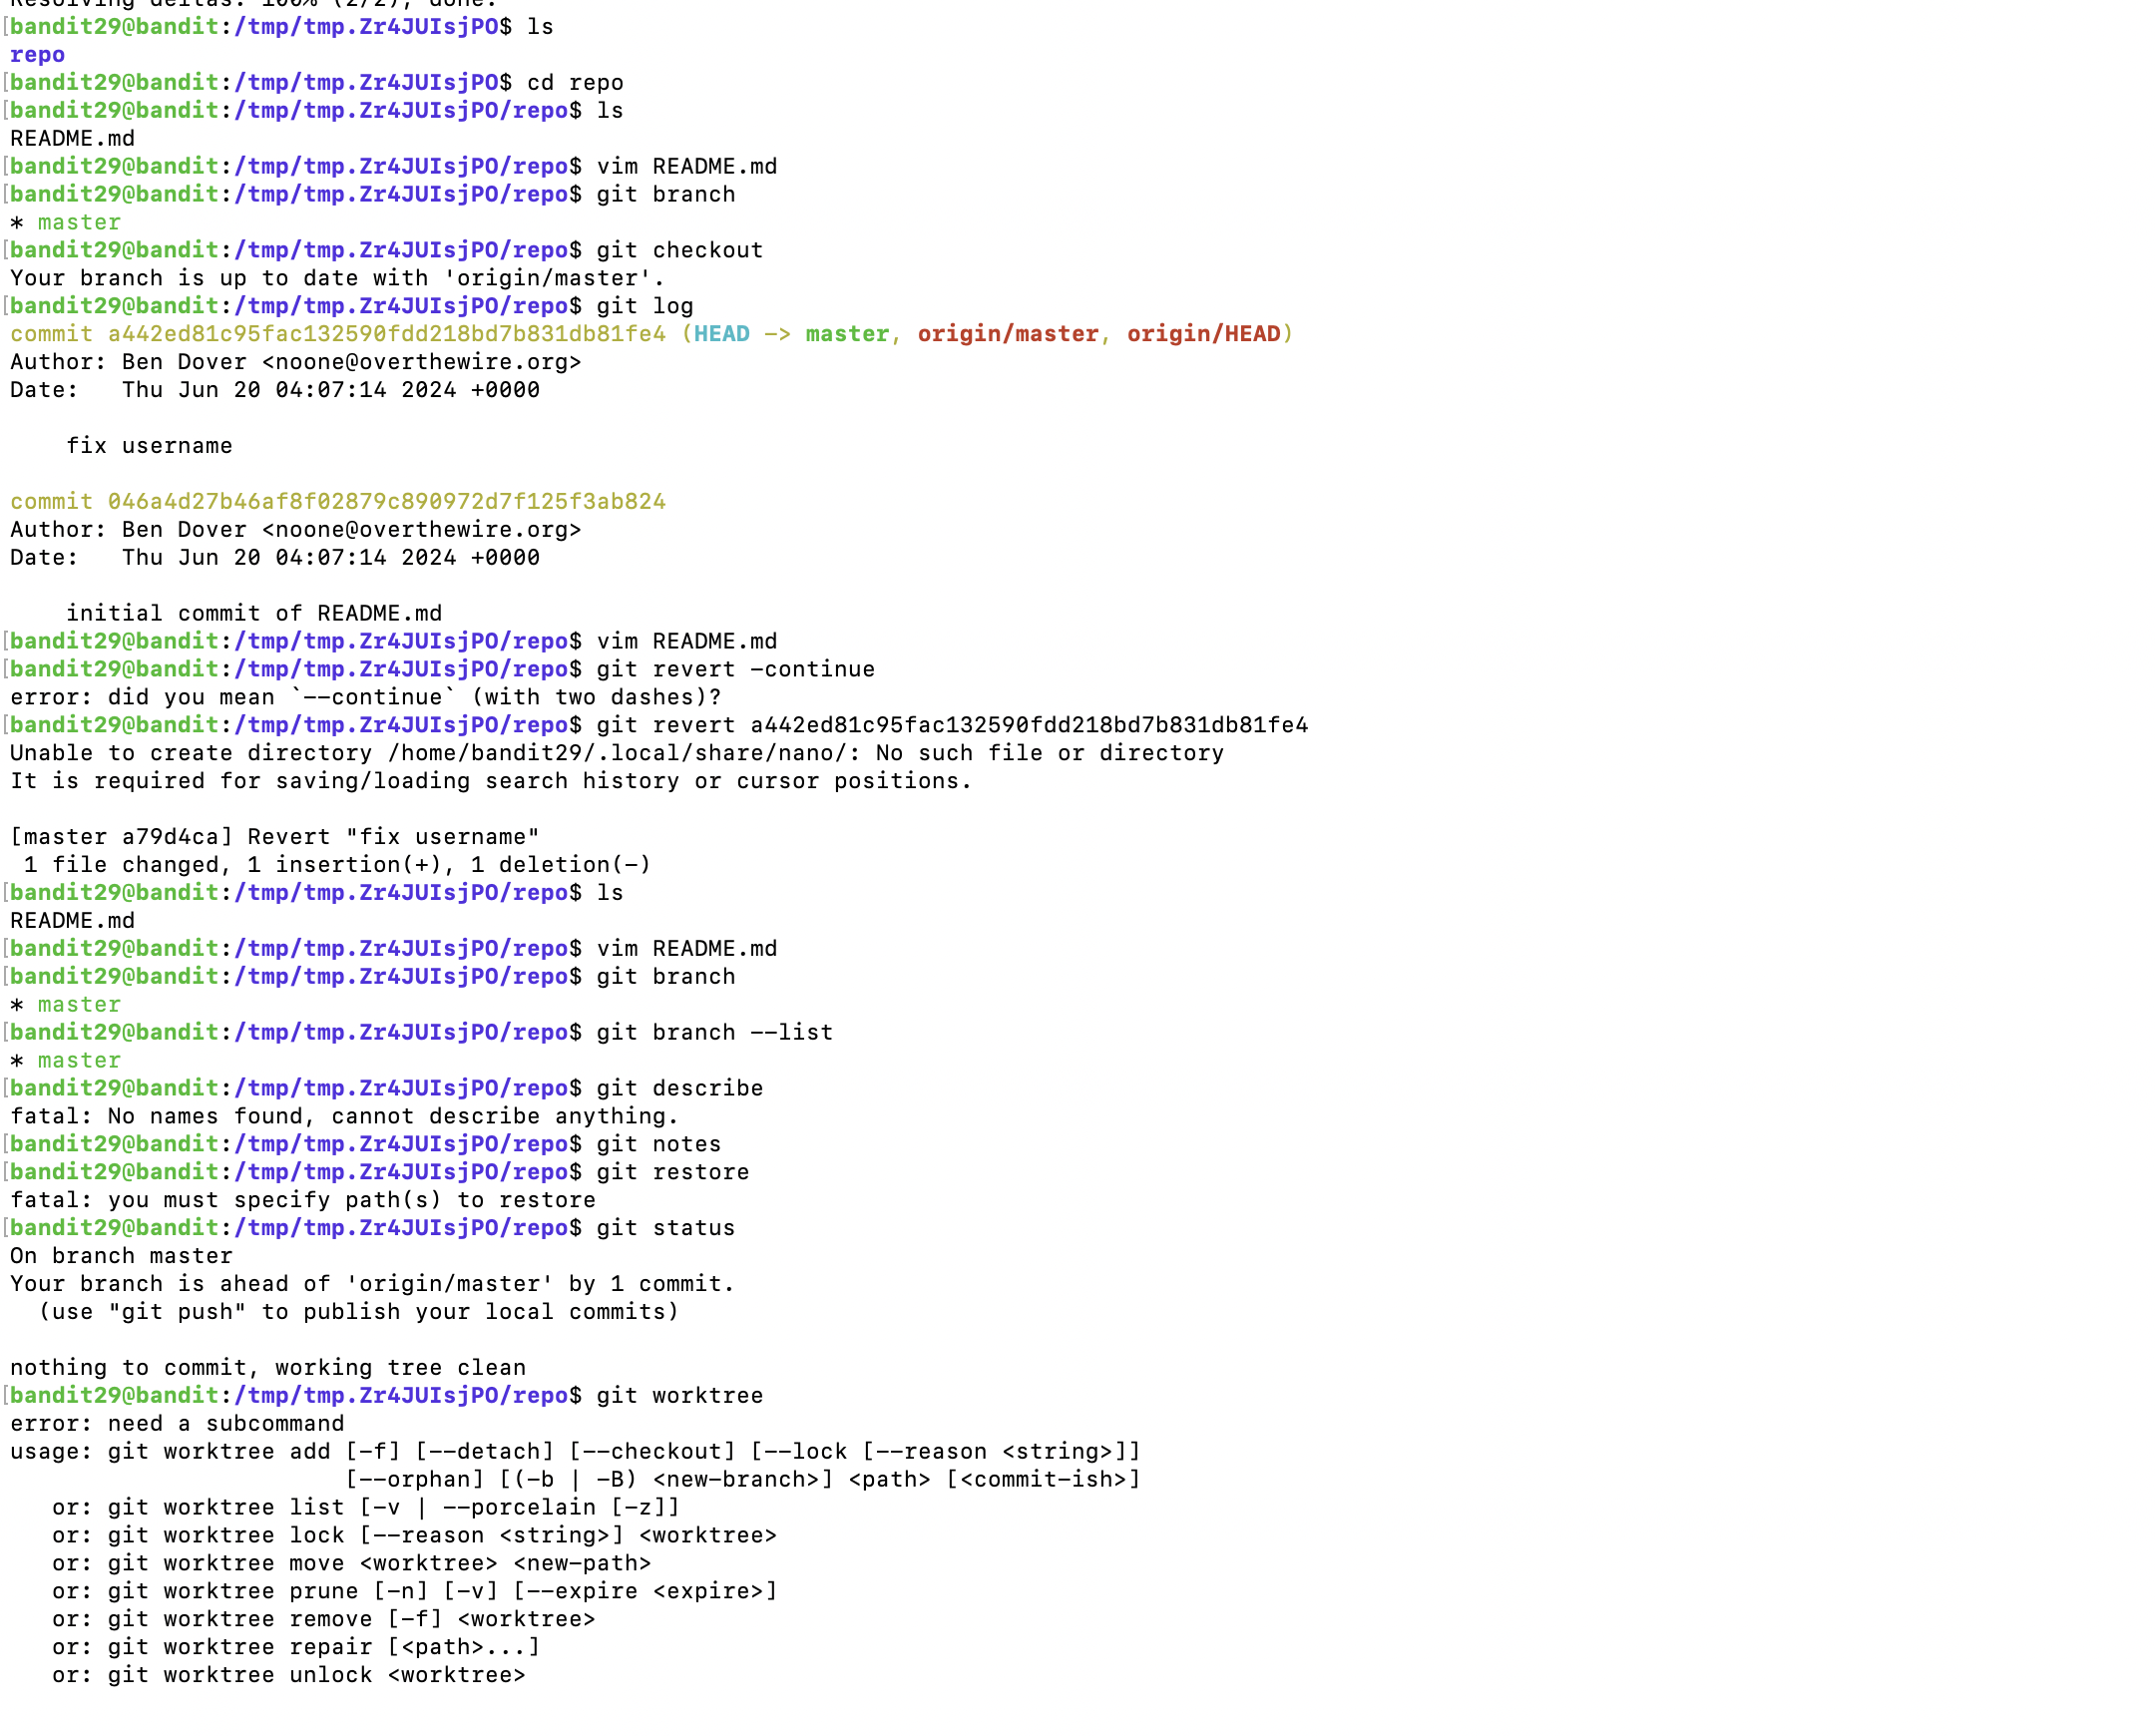 Resolving deltas: 100% (2/2), done.
[bandit29@bandit:/tmp/tmp.Zr4JUIsjPO$ ls
repo
[bandit29@bandit:/tmp/tmp.Zr4JUIsjPO$ cd repo
[bandit29@bandit:/tmp/tmp.Zr4JUIsjPO/repo$ ls
README.md
[bandit29@bandit:/tmp/tmp.Zr4JUIsjPO/repo$ vim README.md
[bandit29@bandit:/tmp/tmp.Zr4JUIsjPO/repo$ git branch
* master
[bandit29@bandit:/tmp/tmp.Zr4JUIsjPO/repo$ git checkout
Your branch is up to date with 'origin/master'.
[bandit29@bandit:/tmp/tmp.Zr4JUIsjPO/repo$ git log
commit a442ed81c95fac132590fdd218bd7b831db81fe4 (HEAD -> master, origin/master, origin/HEAD)
Author: Ben Dover <noone@overthewire.org>
Date:   Thu Jun 20 04:07:14 2024 +0000

    fix username

commit 046a4d27b46af8f02879c890972d7f125f3ab824
Author: Ben Dover <noone@overthewire.org>
Date:   Thu Jun 20 04:07:14 2024 +0000

    initial commit of README.md
[bandit29@bandit:/tmp/tmp.Zr4JUIsjPO/repo$ vim README.md
[bandit29@bandit:/tmp/tmp.Zr4JUIsjPO/repo$ git revert -continue
error: did you mean `--continue` (with two dashes)?
[bandit29@bandit:/tmp/tmp.Zr4JUIsjPO/repo$ git revert a442ed81c95fac132590fdd218bd7b831db81fe4
Unable to create directory /home/bandit29/.local/share/nano/: No such file or directory
It is required for saving/loading search history or cursor positions.

[master a79d4ca] Revert "fix username"
 1 file changed, 1 insertion(+), 1 deletion(-)
[bandit29@bandit:/tmp/tmp.Zr4JUIsjPO/repo$ ls
README.md
[bandit29@bandit:/tmp/tmp.Zr4JUIsjPO/repo$ vim README.md
[bandit29@bandit:/tmp/tmp.Zr4JUIsjPO/repo$ git branch
* master
[bandit29@bandit:/tmp/tmp.Zr4JUIsjPO/repo$ git branch --list
* master
[bandit29@bandit:/tmp/tmp.Zr4JUIsjPO/repo$ git describe
fatal: No names found, cannot describe anything.
[bandit29@bandit:/tmp/tmp.Zr4JUIsjPO/repo$ git notes
[bandit29@bandit:/tmp/tmp.Zr4JUIsjPO/repo$ git restore
fatal: you must specify path(s) to restore
[bandit29@bandit:/tmp/tmp.Zr4JUIsjPO/repo$ git status
On branch master
Your branch is ahead of 'origin/master' by 1 commit.
  (use "git push" to publish your local commits)

nothing to commit, working tree clean
[bandit29@bandit:/tmp/tmp.Zr4JUIsjPO/repo$ git worktree
error: need a subcommand
usage: git worktree add [-f] [--detach] [--checkout] [--lock [--reason <string>]]
                        [--orphan] [(-b | -B) <new-branch>] <path> [<commit-ish>]
   or: git worktree list [-v | --porcelain [-z]]
   or: git worktree lock [--reason <string>] <worktree>
   or: git worktree move <worktree> <new-path>
   or: git worktree prune [-n] [-v] [--expire <expire>]
   or: git worktree remove [-f] <worktree>
   or: git worktree repair [<path>...]
   or: git worktree unlock <worktree>